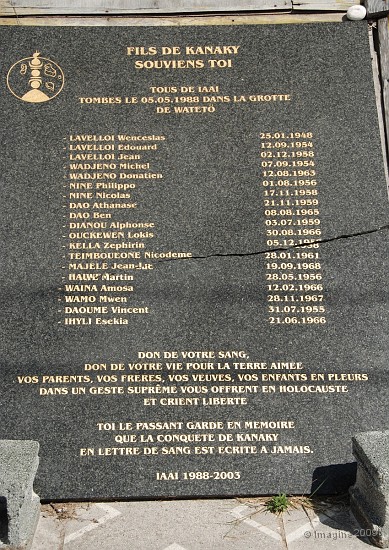 FILS DE KANAKY
SOUVIENS TOI
TOUS DE IAAI
TOMBES LE 05.05.1988 DANS LA GROTTE
DE WATETÖ
- LAVELLOI Wenceslas 25.01.1948
- LAVELLOI Edouard 12.09.1954
- LAVELLOI Jean 02.12.1958
- WADJENO Michel 07.09.1954
- WADJENO Donatien 12.08.1963
- NINE Philippo 01.08.1956
- NINE Nicolas 17.11.1958
- DAO Athanase 21.11.1959
- DAO Ben 08.08.1965
- DIANOU Alphonse 03.07.1959
- OUCKEWEN Lokis 30.08.1966
- KELLA Zephirin 05.12.1958
- TEIMBOUEONE Nicodeme 28.01.1961
- MAJELE Jean-Luc 19.09.1968
- Martin 28.05.1956
- WAINA Amosa 12.02.1966
- WAMO Mwen 28.11.1967
- DAOUME Vincent 31.07.1955
- IHYLI Esekia 21.06.1966
DON DE VOTRE SANG,
DON DE VOTRE VIE POUR LA TERRE AIMEE
VOS PARENTS, VOS FRERES, VOS VEUVES, VOS ENFANTS EN PLEURS
DANS UN GESTE SUPRÊME VOUS OFFRENT EN HOLOCAUSTE
ET CRIENT LIBERTE
TOI LE PASSANT GARDE EN MEMOIRE
QUE LA CONQUETE DE KANAKY
EN LETTRE DE SANG EST ECRITE A JAMAIS.
IAAI 1988-2003